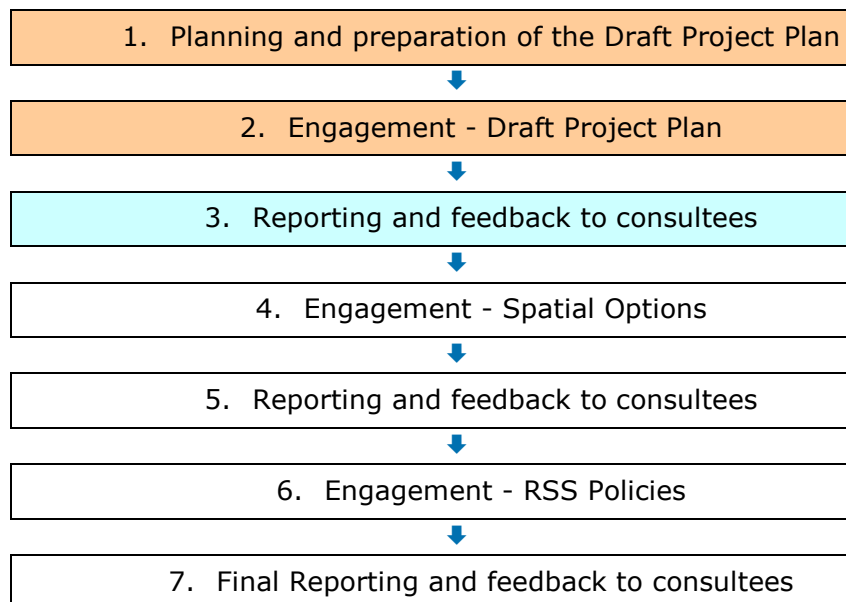 1. Planning and preparation of the Draft Project Plan
2. Engagement - Draft Project Plan
3. Reporting and feedback to consultees
4. Engagement - Spatial Options
5. Reporting and feedback to consultees
6. Engagement - RSS Policies
7. Final Reporting and feedback to consultees